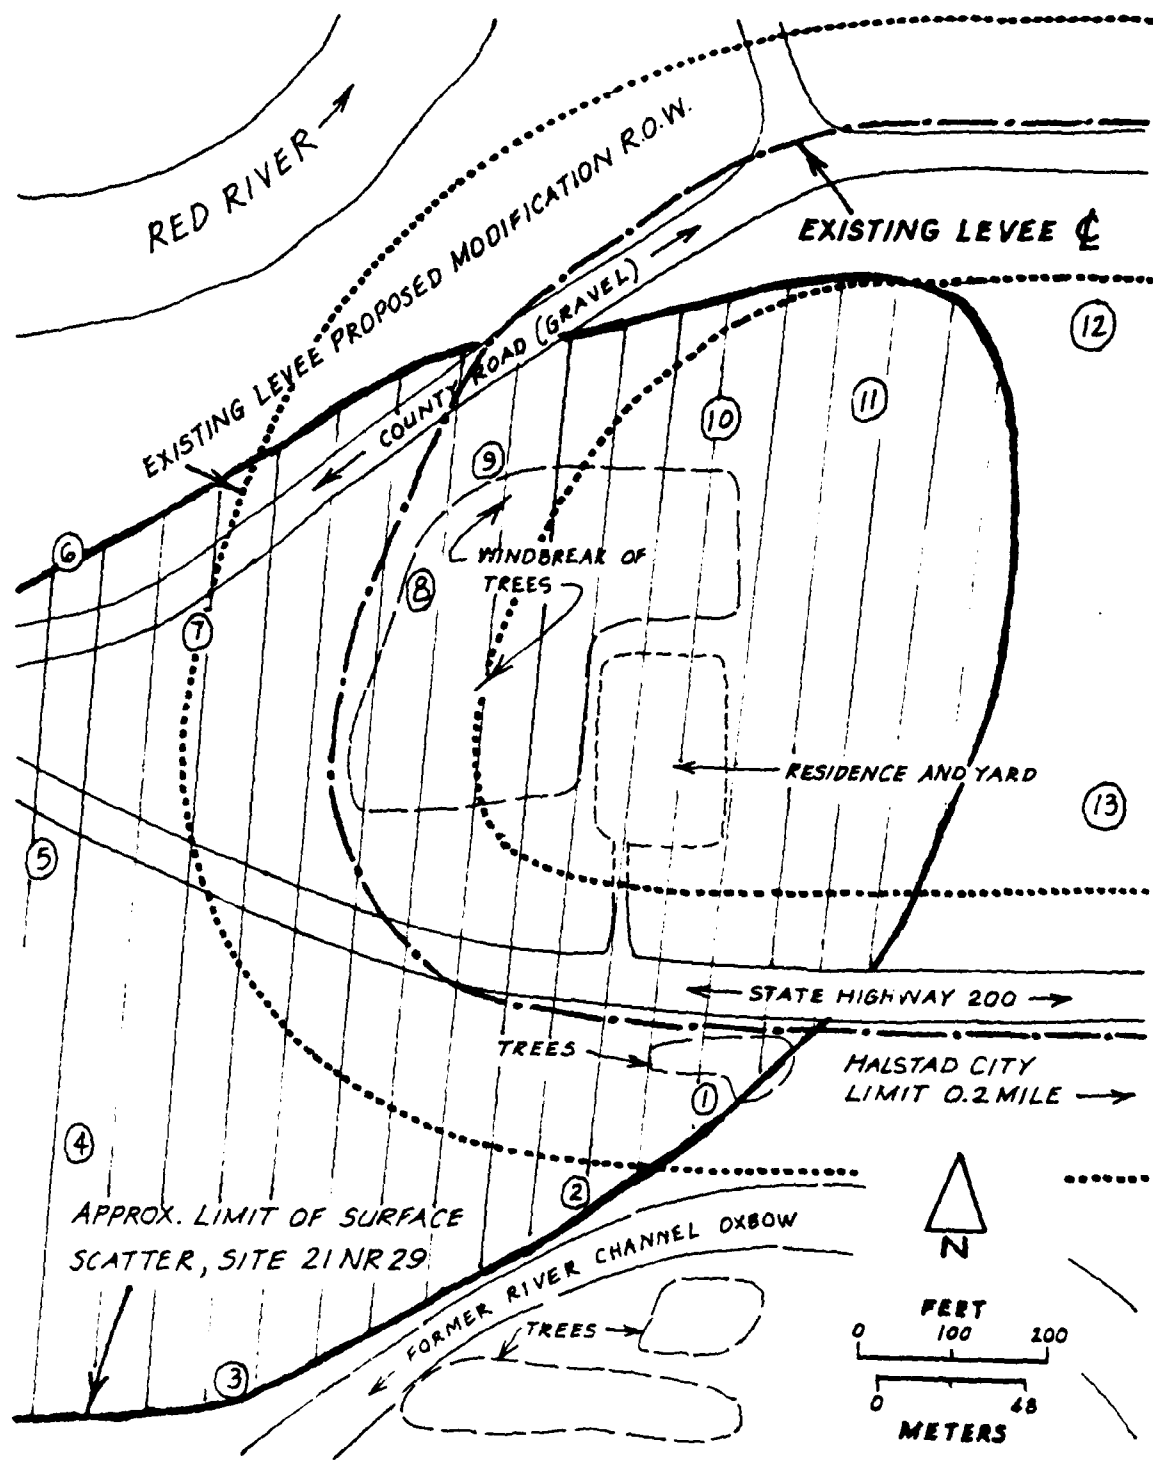 RED RIVER
EXISTING LEVEE PROPOSED MODIFICATION R.O.W.
EXISTING LEVEE ℄
COUNTY ROAD (GRAVEL)
12
11
10
9
6
WINDBREAK OF
TREES
8
7
RESIDENCE AND YARD
13
5
STATE HIGHWAY 200
TREES
HALSTAD CITY
LIMIT 0.2 MILE
1
4
2
APPROX. LIMIT OF SURFACE
SCATTER, SITE 21 NR 29
FORMER RIVER CHANNEL OXBOW
N
TREES
3
FEET
0 100 200
0 48
METERS